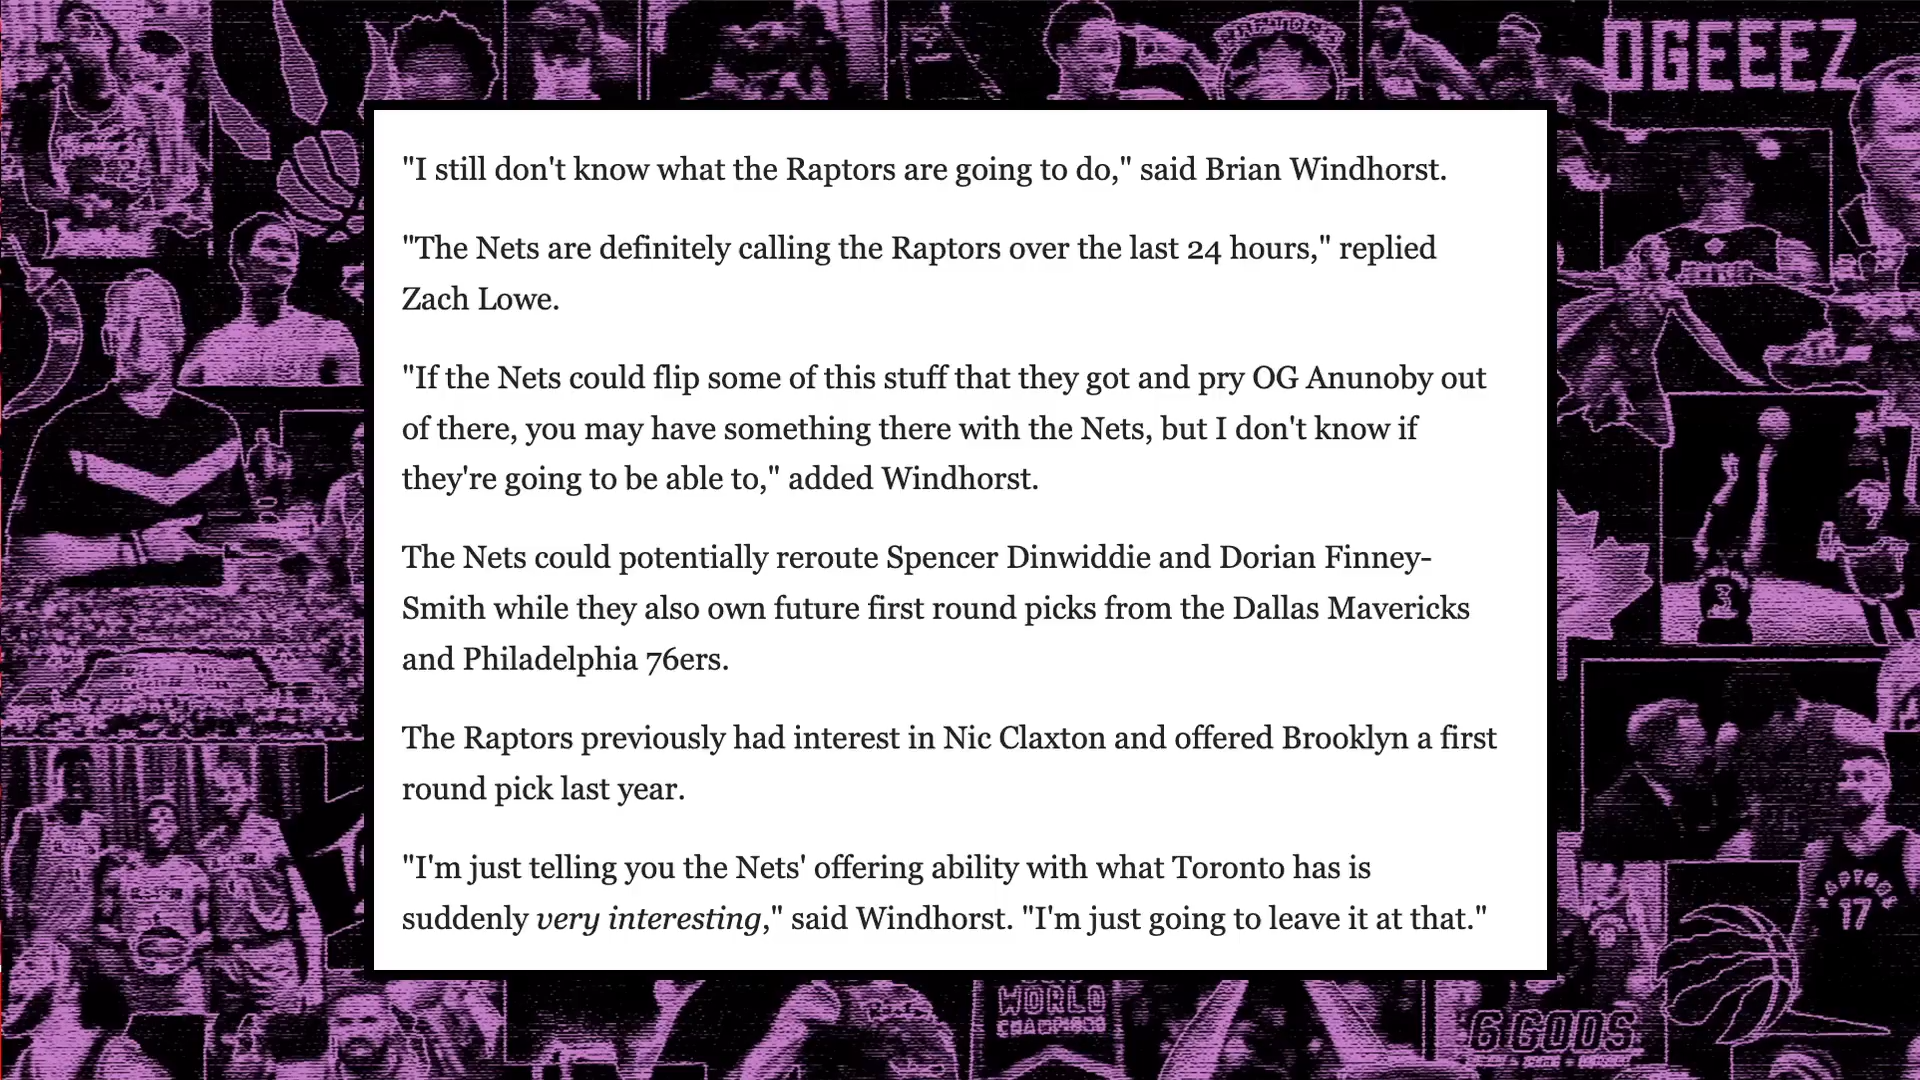 DGEEEZ
"I still don't know what the Raptors are going to do," said Brian Windhorst.
"The Nets are definitely calling the Raptors over the last 24 hours," replied
Zach Lowe.
"If the Nets could flip some of this stuff that they got and pry OG Anunoby out
of there, you may have something there with the Nets, but I don't know if
they're going to be able to," added Windhorst.
The Nets could potentially reroute Spencer Dinwiddie and Dorian Finney-
Smith while they also own future first round picks from the Dallas Mavericks
and Philadelphia 76ers.
The Raptors previously had interest in Nic Claxton and offered Brooklyn a first
round pick last year.
"I'm just telling you the Nets' offering ability with what Toronto has is
suddenly very interesting," said Windhorst. "I'm just going to leave it at that."
3
17
WORLD
CHAMPIONS
6 GODS